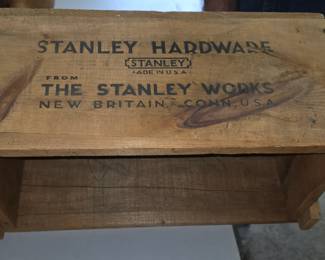 STANLEY HARDWARE
STANLEY
MADE IN U.S.A.
FROM
THE STANLEY WORKS
NEW BRITAIN, CONN. U.S.A.